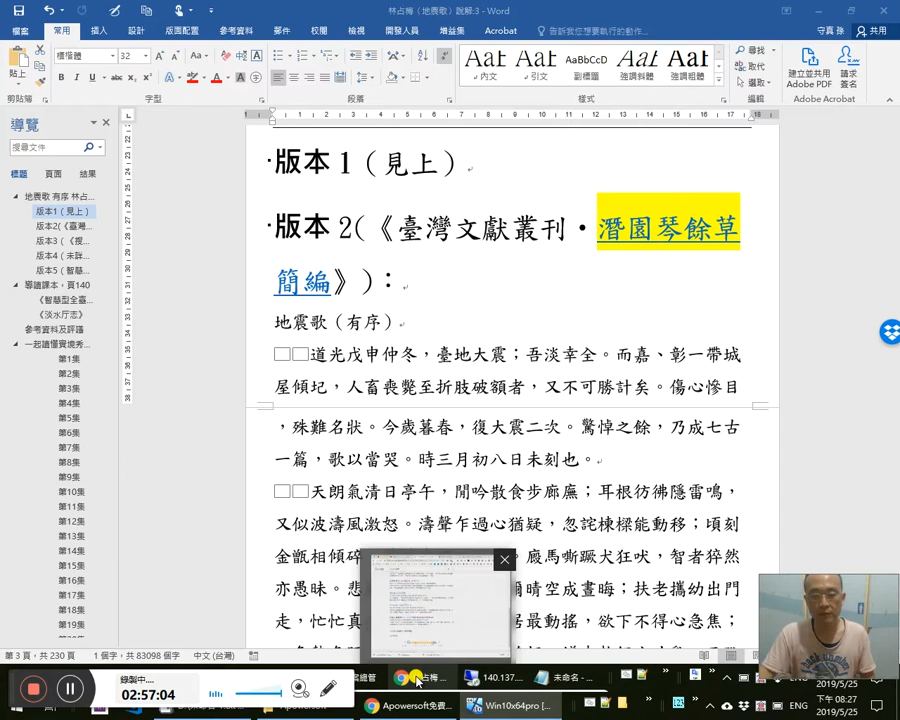 林占梅（地震歌）說解:3 - Word
檔案 常用 插入 設計 版面配置 參考資料 郵件 校閱 檢視 開發人員 增益集 Acrobat 告訴我您想要執行的動作... 守真 孫 共用
貼上 標楷體 32
AaBbCcD
內文 引文 副標題 強調斜體 強調粗體
尋找 取代 選取
建立並共用 Adobe PDF 請求簽名
剪貼簿 字型 段落 樣式 編輯 Adobe Acrobat
導覽
搜尋文件
標題 頁面 結果
地震歌 有序 林占...
版本1（見上）
版本2(《臺灣...
版本3（《搜...
版本4（未詳...
版本5（智慧...
導讀課本，頁140
《智慧型全臺...
《淡水厅志》
參考資料及評議
一起讀懂實境秀...
第1集
第2集
第3集
第4集
第5集
第6集
第7集
第8集
第9集
第10集
第11集
第12集
第13集
第14集
第15集
第16集
第17集
第18集
第19集
版本 1（見上）
版本 2(《臺灣文獻叢刊•潛園琴餘草
簡編》)：
地震歌（有序）
□□道光戊申仲冬，臺地大震；吾淡幸全。而嘉、彰一帶城
屋傾圮，人畜喪斃至折肢破額者，又不可勝計矣。傷心慘目
，殊難名狀。今歲暮春，復大震二次。驚悸之餘，乃成七古
一篇，歌以當哭。時三月初八日未刻也。
□□天朗氣清日亭午，閒吟散食步廊廡；耳根彷彿隱雷鳴，
又似波濤風激怒。濤聲乍過心猶疑，忽詫棟樑能動移；頃刻
金甑相傾碎 廄馬嘶蹶犬狂吠，智者猝然
亦愚昧。悲 晴空成晝晦；扶老攜幼出門
走，忙忙真 居最動搖，欲下不得心急焦；
第 3 頁，共 230 頁 1 個字，共 83098 個字 中文 (台灣)
錄製中...
02:57:04
140.137.... 未命名 -...
Apowersoft免費... Win10x64pro [...
上午 08:27
2019/5/25
下午 08:27
2019/5/25